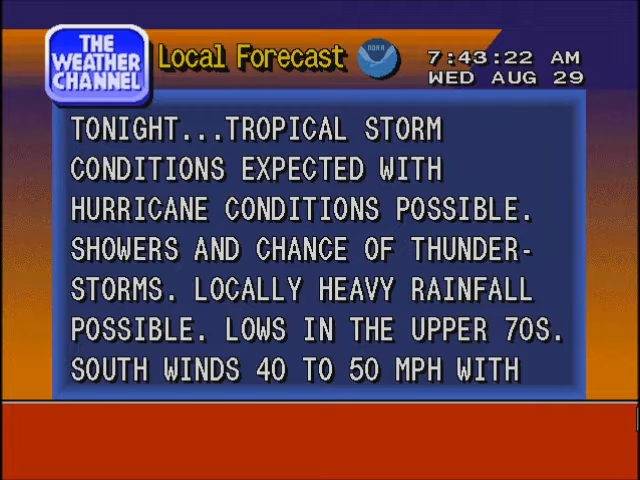 THE
WEATHER
CHANNEL
Local Forecast
NOAA
7:43:22 AM
WED AUG 29
TONIGHT...TROPICAL STORM
CONDITIONS EXPECTED WITH
HURRICANE CONDITIONS POSSIBLE.
SHOWERS AND CHANCE OF THUNDER-
STORMS. LOCALLY HEAVY RAINFALL
POSSIBLE. LOWS IN THE UPPER 70S.
SOUTH WINDS 40 TO 50 MPH WITH